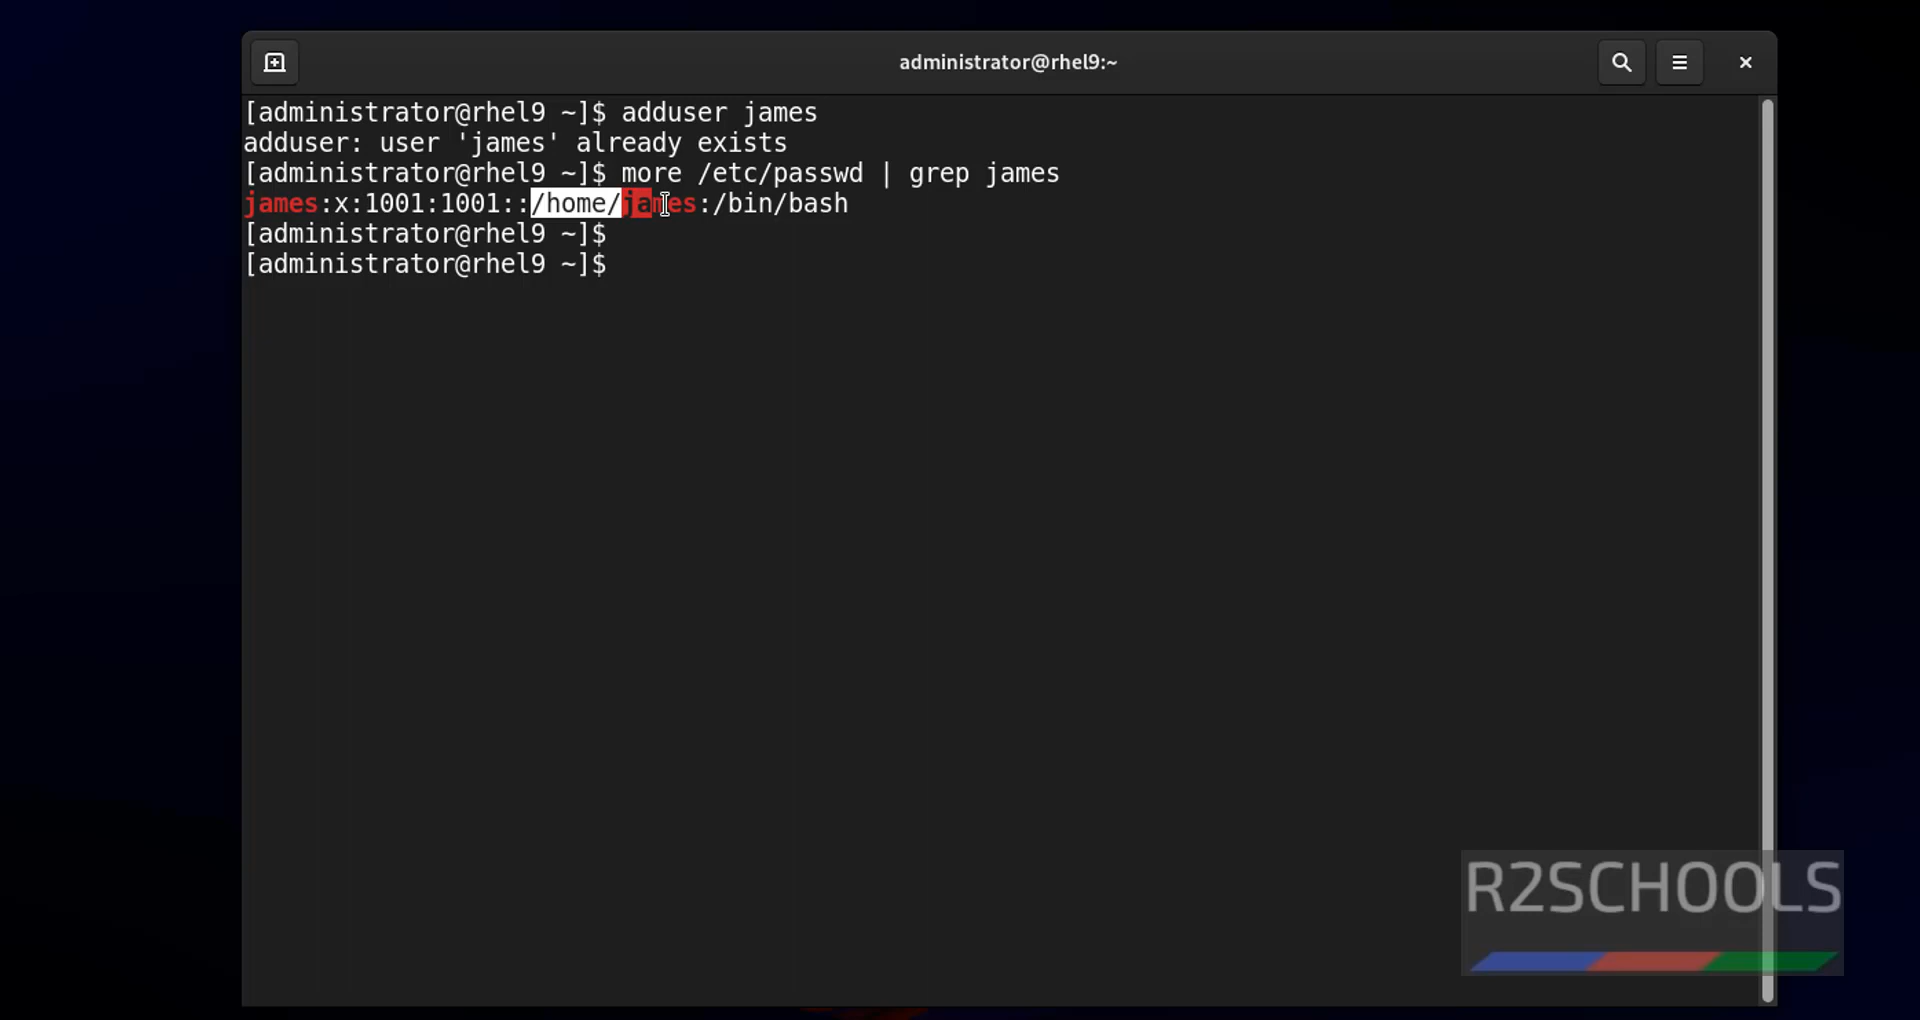 administrator@rhel9:~
[administrator@rhel9 ~]$ adduser james
adduser: user 'james' already exists
[administrator@rhel9 ~]$ more /etc/passwd | grep james
james:x:1001:1001::/home/james:/bin/bash
[administrator@rhel9 ~]$
[administrator@rhel9 ~]$
R2SCHOOLS